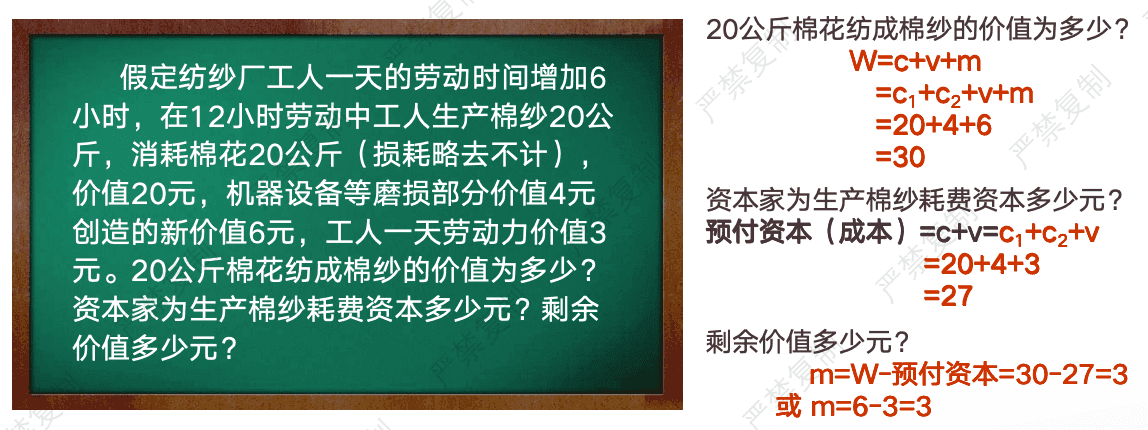 假定纺纱厂工人一天的劳动时间增加6
小时，在12小时劳动中工人生产棉纱20公
斤，消耗棉花20公斤（损耗略去不计），
价值20元，机器设备等磨损部分价值4元
创造的新价值6元，工人一天劳动力价值3
元。20公斤棉花纺成棉纱的价值为多少？
资本家为生产棉纱耗费资本多少元？剩余
价值多少元？
20公斤棉花纺成棉纱的价值为多少？
W=c+v+m
=c₁+c₂+v+m
=20+4+6
=30
资本家为生产棉纱耗费资本多少元？
预付资本（成本）=c+v=c₁+c₂+v
=20+4+3
=27
剩余价值多少元？
m=W-预付资本=30-27=3
或 m=6-3=3
严禁复制
严禁复制
严禁复制
严禁复制